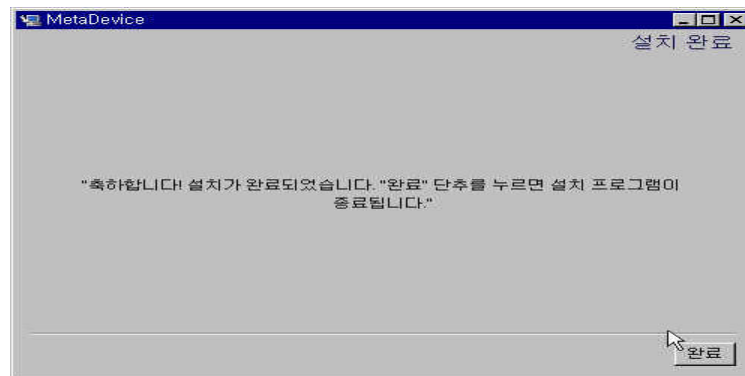 MetaDevice
설치 완료
"축하합니다! 설치가 완료되었습니다. "완료" 단추를 누르면 설치 프로그램이
종료됩니다."
완료